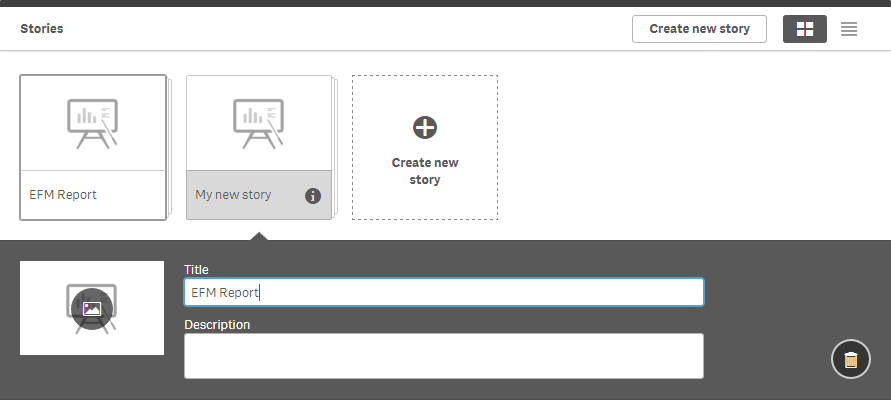 Stories
Create new story
EFM Report
My new story
Create new
story
Title
EFM Report
Description